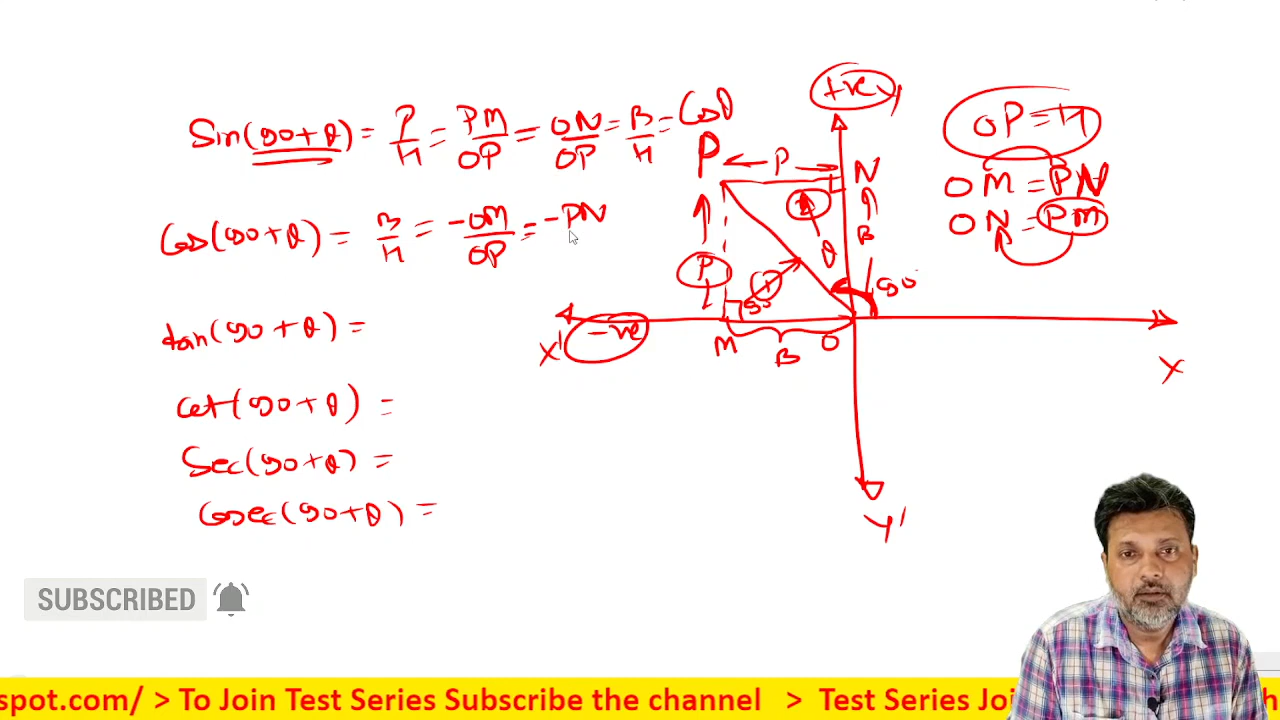 Sin(90+θ) = P/H = PM/OP = ON/OP = B/H = Cosθ
Cos(90+θ) = B/H = -OM/OP = -PN
tan(90+θ) =
Cot(90+θ) =
Sec(90+θ) =
Cosec(90+θ) =
+ve y
P
P
N
θ
B
P
+
90
90°
-ve
X'
M
B
O
X
Y'
OP = H
OM = PN
ON = PM
SUBSCRIBED
spot.com/ > To Join Test Series Subscribe the channel > Test Series Joi